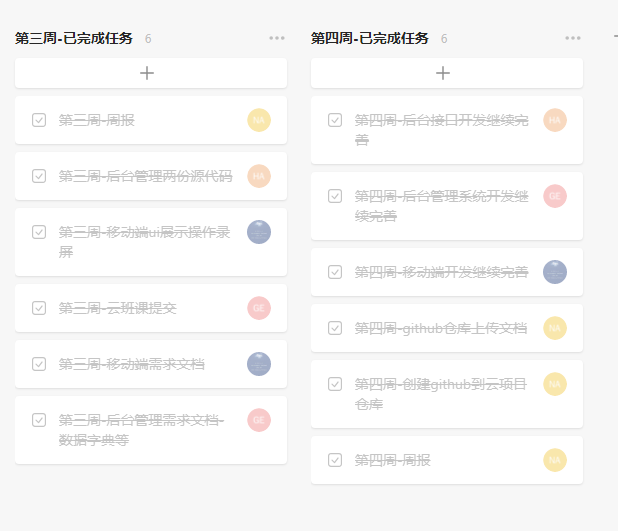 第三周-已完成任务 6
第三周-周报
NA
第三周-后台管理两份源代码
HA
第三周-移动端ui展示操作录
屏
第三周-云班课提交
GE
第三周-移动端需求文档
第三周-后台管理需求文档-
GE
数据字典等
第四周-已完成任务 6
第四周-后台接口开发继续完
HA
善
第四周-后台管理系统开发继
GE
续完善
第四周-移动端开发继续完善
第四周-github仓库上传文档
NA
第四周-创建github到云项目
NA
仓库
第四周-周报
NA